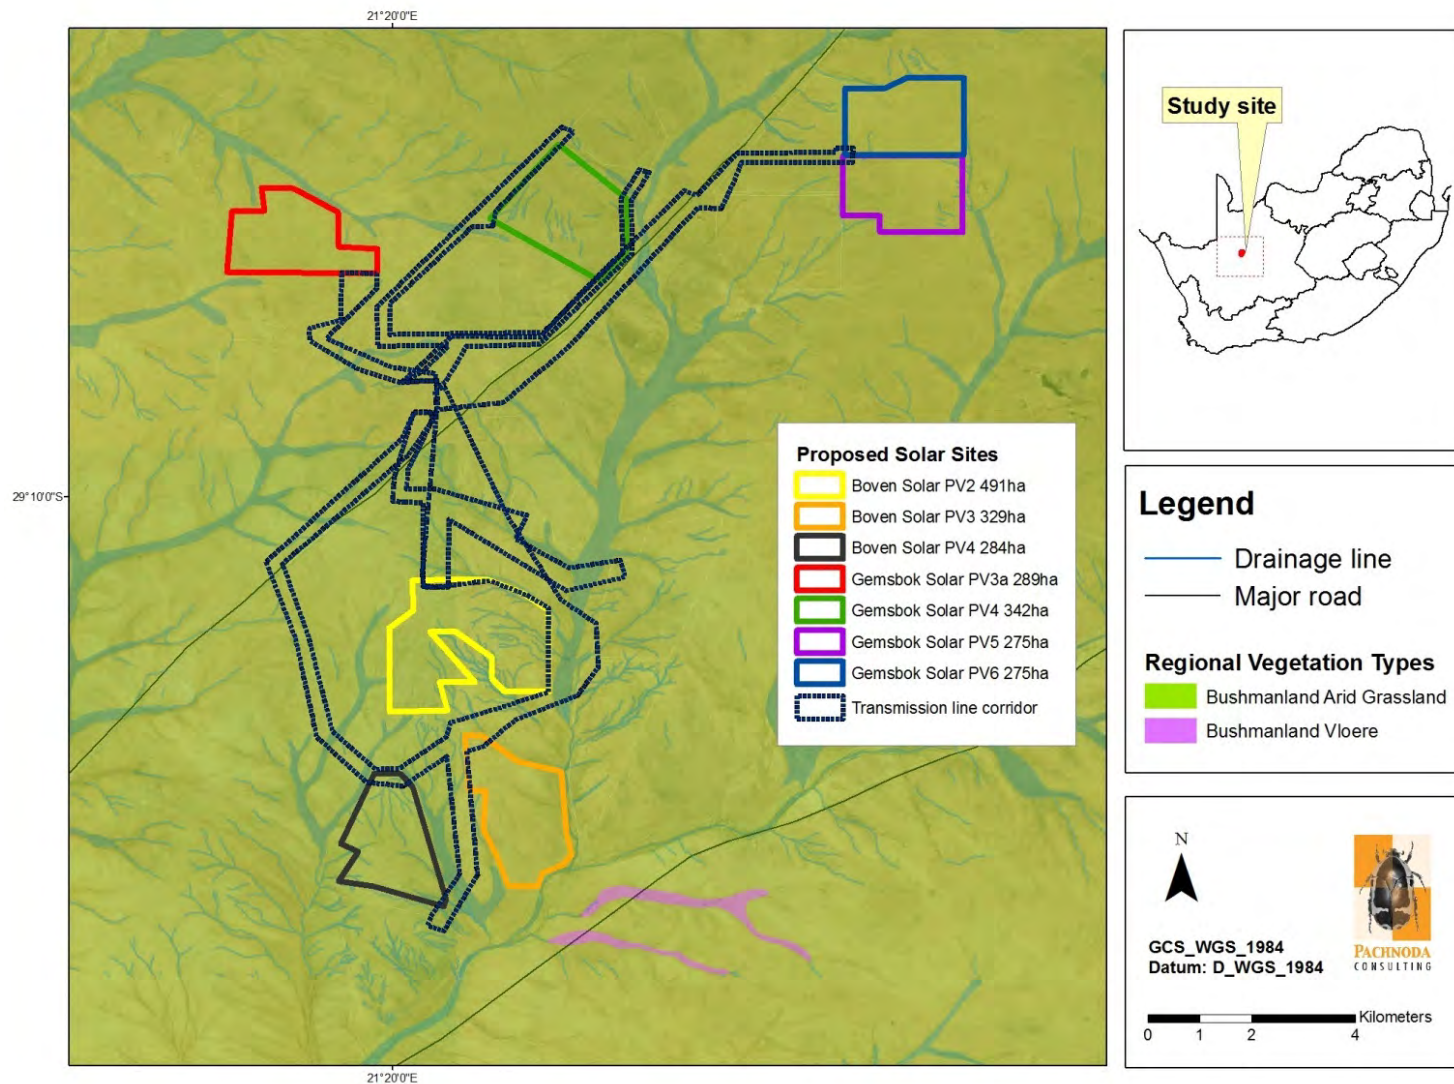 21°20'0"E
29°10'0"S
Proposed Solar Sites
Boven Solar PV2 491ha
Boven Solar PV3 329ha
Boven Solar PV4 284ha
Gemsbok Solar PV3a 289ha
Gemsbok Solar PV4 342ha
Gemsbok Solar PV5 275ha
Gemsbok Solar PV6 275ha
Transmission line corridor
21°20'0"E
Study site
Legend
Drainage line
Major road
Regional Vegetation Types
Bushmanland Arid Grassland
Bushmanland Vloere
N
GCS_WGS_1984
Datum: D_WGS_1984
PACHNODA
CONSULTING
Kilometers
0 1 2 4